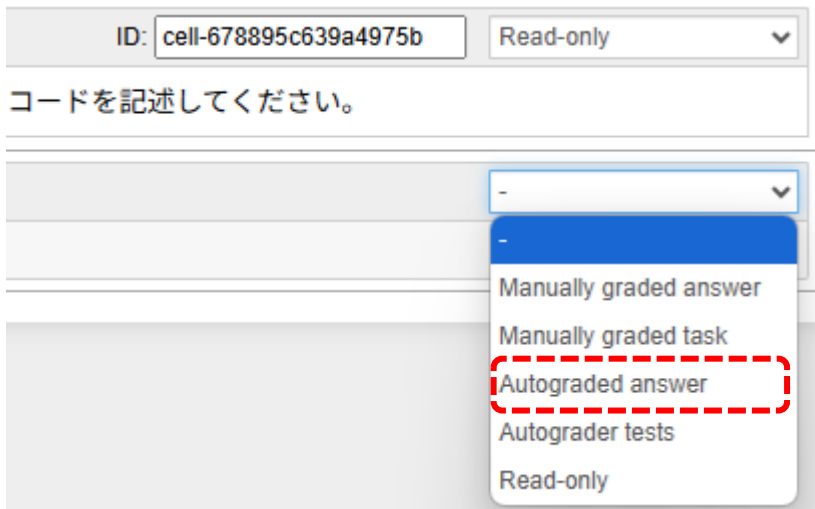 ID: cell-678895c639a4975b Read-only
コードを記述してください。
-
-
Manually graded answer
Manually graded task
Autograded answer
Autograder tests
Read-only